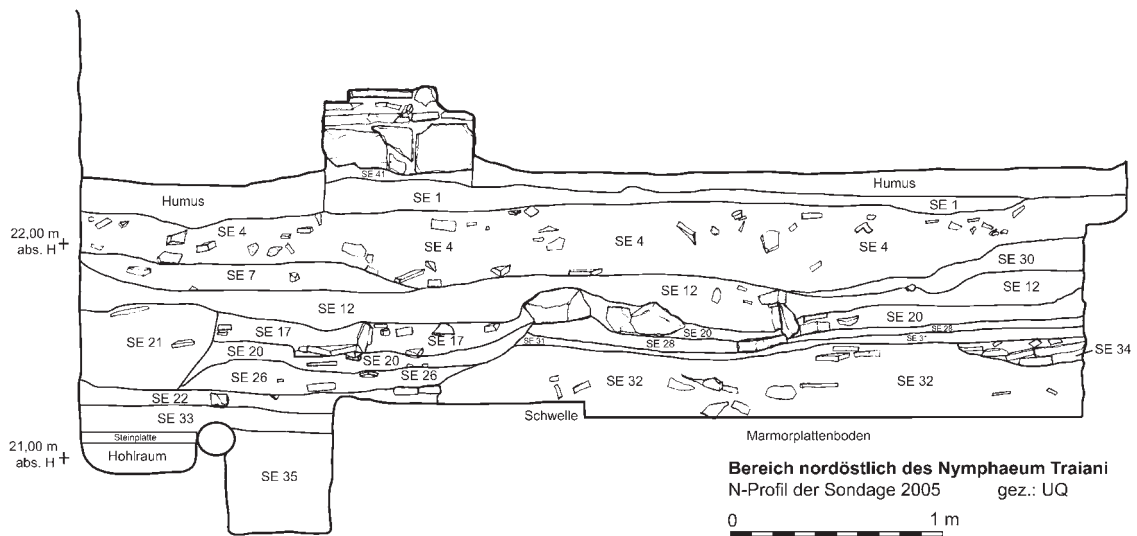 SE 41
Humus
Humus
SE 1
SE 1
22,00 m
abs. H
SE 4
SE 4
SE 4
SE 4
SE 30
SE 7
SE 12
SE 12
SE 12
SE 21
SE 17
SE 17
SE 20
SE 20
SE 28
SE 20
SE 20
SE 31
SE 28
SE 34
SE 26
SE 26
SE 32
SE 32
SE 22
SE 33
Schwelle
Steinplatte
Marmorplattenboden
21,00 m
abs. H
Hohlraum
SE 35
Bereich nordöstlich des Nymphaeum Traiani
N-Profil der Sondage 2005 gez.: UQ
0 1 m